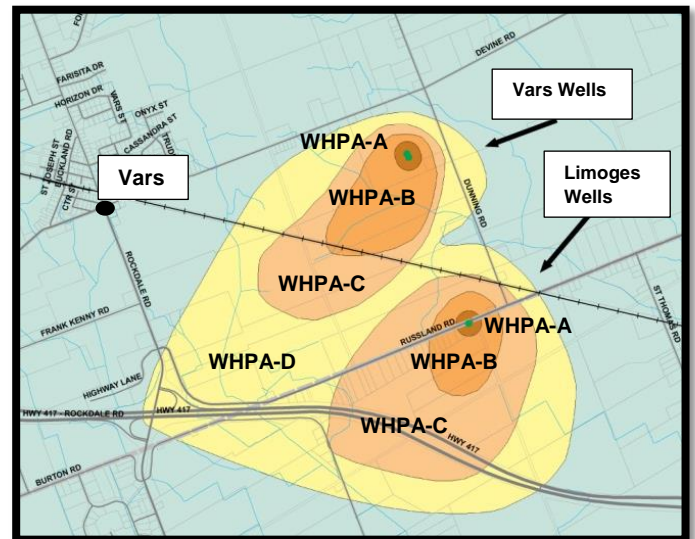 FARISITA DR
HORIZON DR
VARS ST
ONYX ST
CASSANDRA ST
ST JOSEPH ST
BUCKLAND RD
CTR ST
Vars
DEVINE RD
Vars Wells
WHPA-A
WHPA-B
DUNNING RD
Limoges
Wells
WHPA-C
ROCKDALE RD
FRANK KENNY RD
ST THOMAS RD
RUSSLAND RD
WHPA-A
WHPA-D
WHPA-B
HIGHWAY LANE
HWY 417 - ROCKDALE RD
HWY 417
WHPA-C
HWY 417
BURTON RD